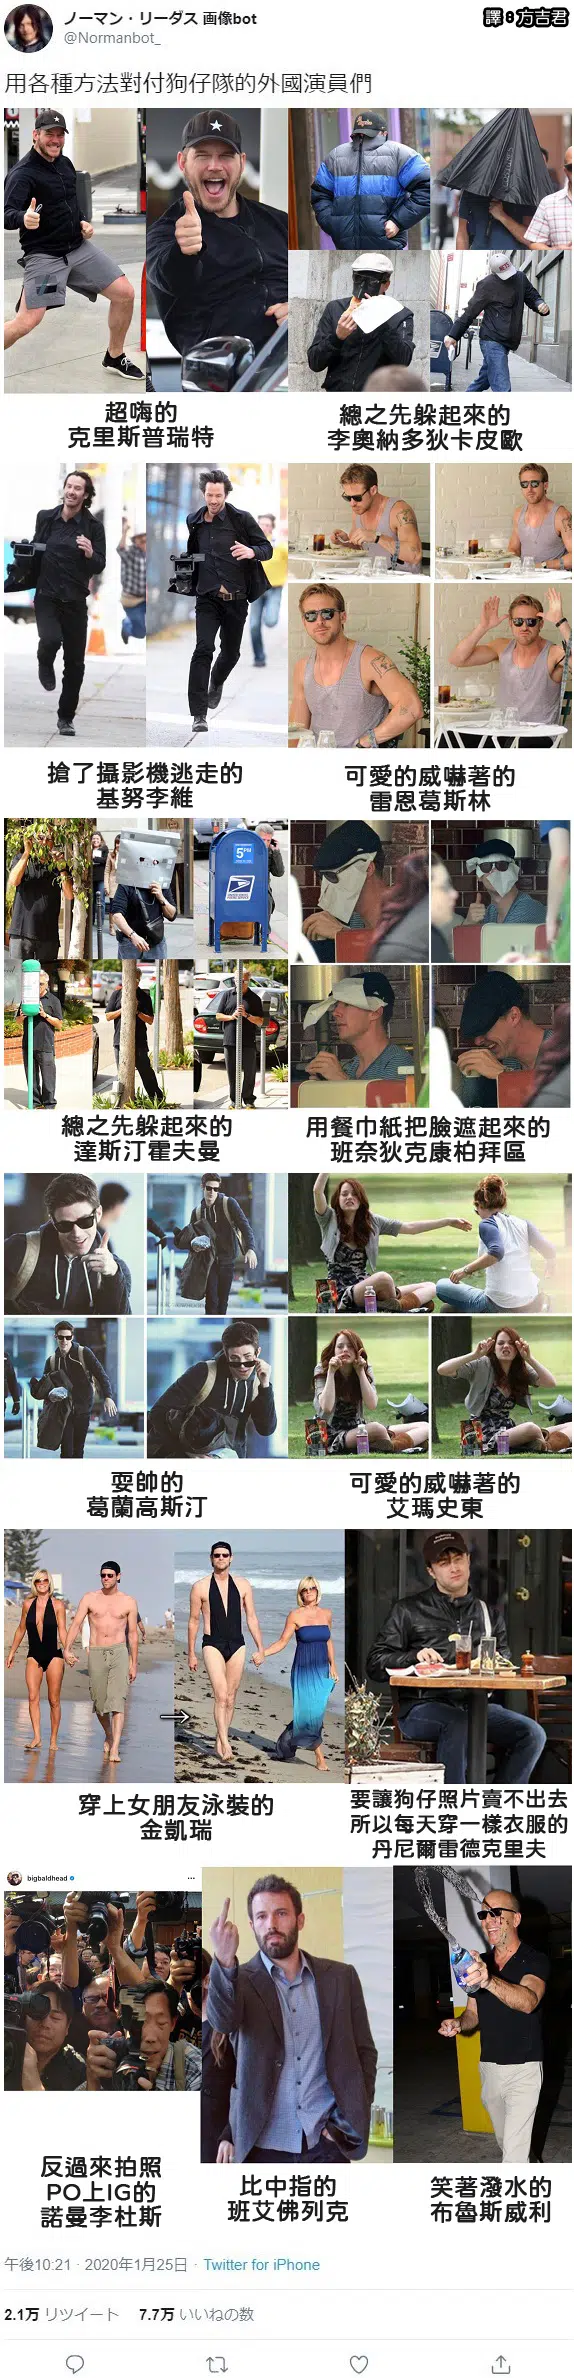 ノーマン・リーダス 画像bot
譯:方吉君
@Normanbot_
用各種方法對付狗仔隊的外國演員們
超嗨的
克里斯普瑞特
總之先躲起來的
李奧納多狄卡皮歐
搶了攝影機逃走的
基努李維
可愛的威嚇著的
雷恩葛斯林
5PM
總之先躲起來的
達斯汀霍夫曼
用餐巾紙把臉遮起來的
班奈狄克康柏拜區
耍帥的
葛蘭高斯汀
可愛的威嚇著的
艾瑪史東
穿上女朋友泳裝的
金凱瑞
要讓狗仔照片賣不出去
所以每天穿一樣衣服的
丹尼爾雷德克里夫
bigbaldhead
反過來拍照
PO上IG的
諾曼李杜斯
比中指的
班艾佛列克
笑著潑水的
布魯斯威利
午後10:21 · 2020年1月25日 · Twitter for iPhone
2.1万 リツイート 7.7万 いいねの数